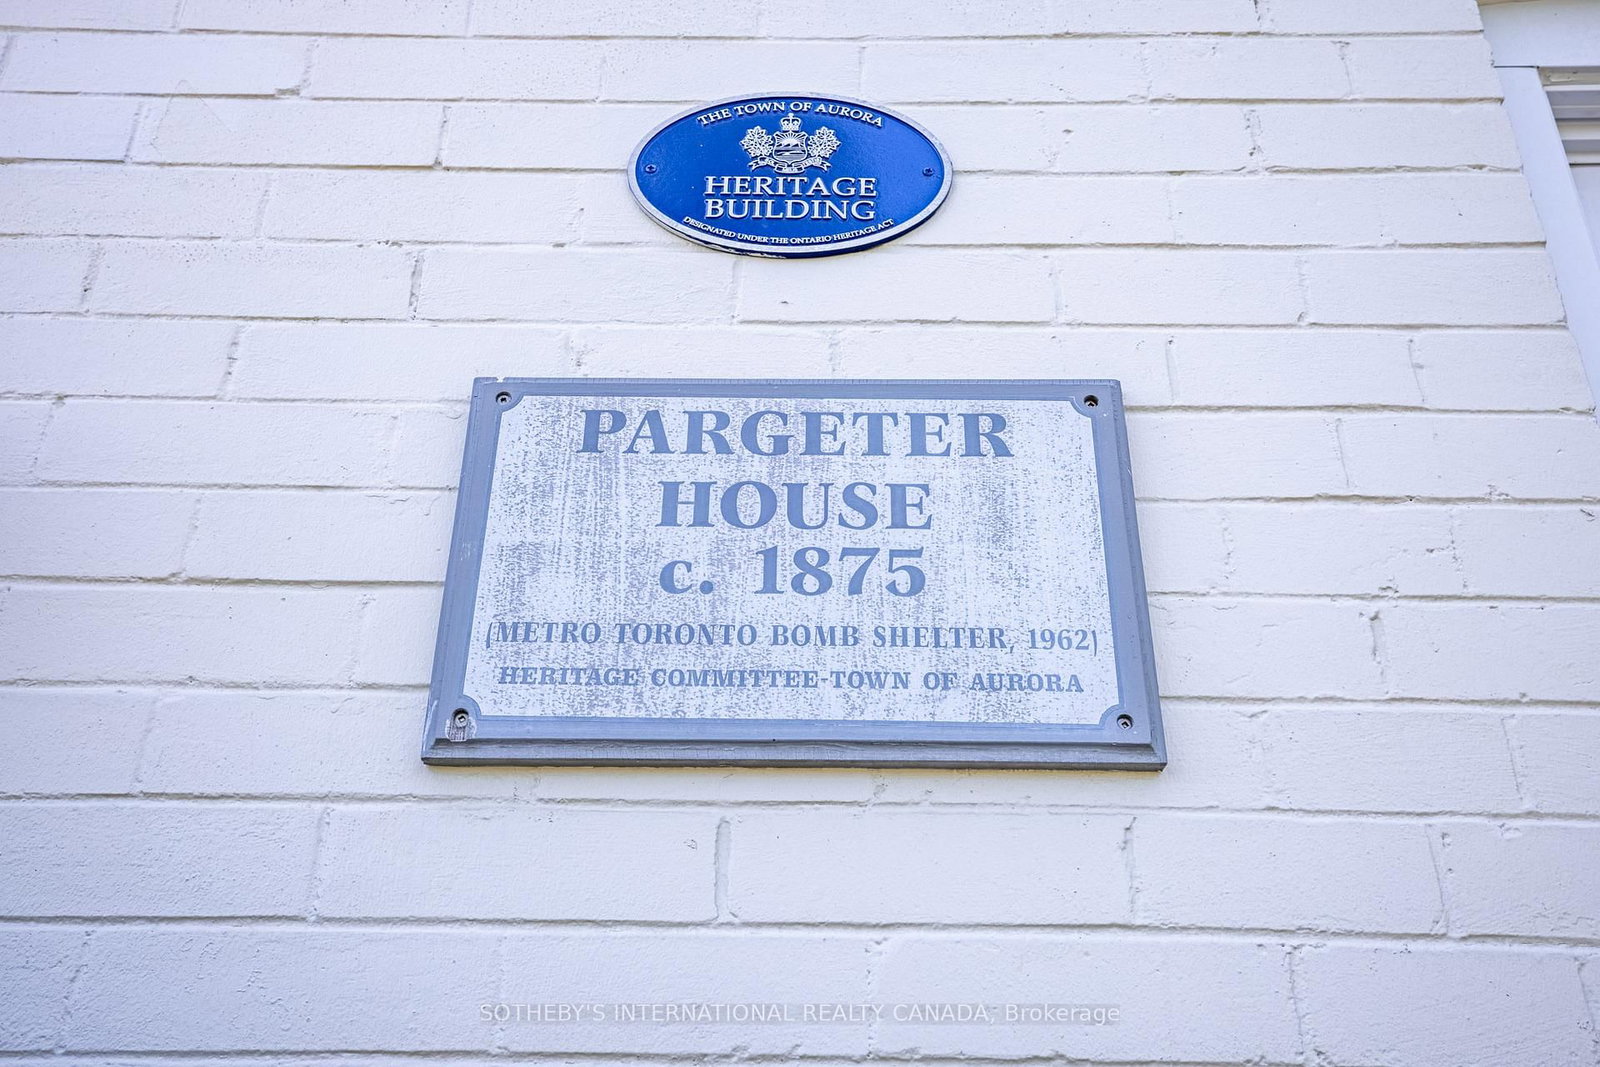 THE TOWN OF AURORA
HERITAGE
BUILDING
DESIGNATED UNDER THE ONTARIO HERITAGE ACT
PARGETER
HOUSE
c. 1875
(METRO TORONTO BOMB SHELTER, 1962)
HERITAGE COMMITTEE-TOWN OF AURORA
SOTHEBY'S INTERNATIONAL REALTY CANADA, Brokerage